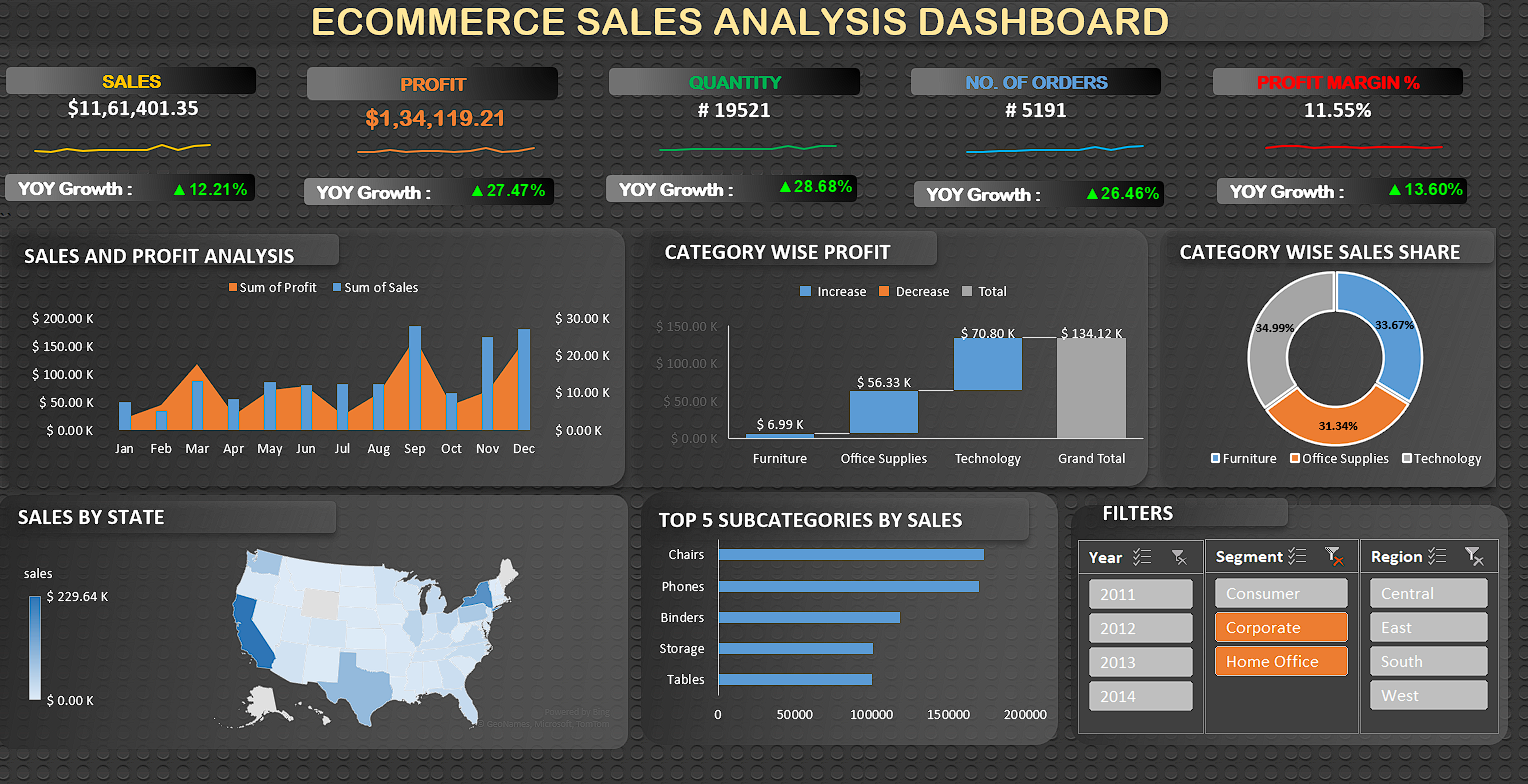 ECOMMERCE SALES ANALYSIS DASHBOARD
SALES
$11,61,401.35
YOY Growth : ▲12.21%
PROFIT
$1,34,119.21
YOY Growth : ▲27.47%
QUANTITY
# 19521
YOY Growth : ▲28.68%
NO. OF ORDERS
# 5191
YOY Growth : ▲26.46%
PROFIT MARGIN %
11.55%
YOY Growth : ▲13.60%
SALES AND PROFIT ANALYSIS
Sum of Profit Sum of Sales
$ 200.00 K
$ 150.00 K
$ 100.00 K
$ 50.00 K
$ 0.00 K
$ 30.00 K
$ 20.00 K
$ 10.00 K
$ 0.00 K
Jan Feb Mar Apr May Jun Jul Aug Sep Oct Nov Dec
CATEGORY WISE PROFIT
Increase Decrease Total
$ 150.00 K
$ 100.00 K
$ 50.00 K
$ 0.00 K
$ 6.99 K
$ 56.33 K
$ 70.80 K
$ 134.12 K
Furniture Office Supplies Technology Grand Total
CATEGORY WISE SALES SHARE
34.99%
33.67%
31.34%
Furniture Office Supplies Technology
SALES BY STATE
sales
$ 229.64 K
$ 0.00 K
Powered by Bing
© GeoNames, Microsoft, TomTom
TOP 5 SUBCATEGORIES BY SALES
Chairs
Phones
Binders
Storage
Tables
0 50000 100000 150000 200000
FILTERS
Year
2011
2012
2013
2014
Segment
Consumer
Corporate
Home Office
Region
Central
East
South
West